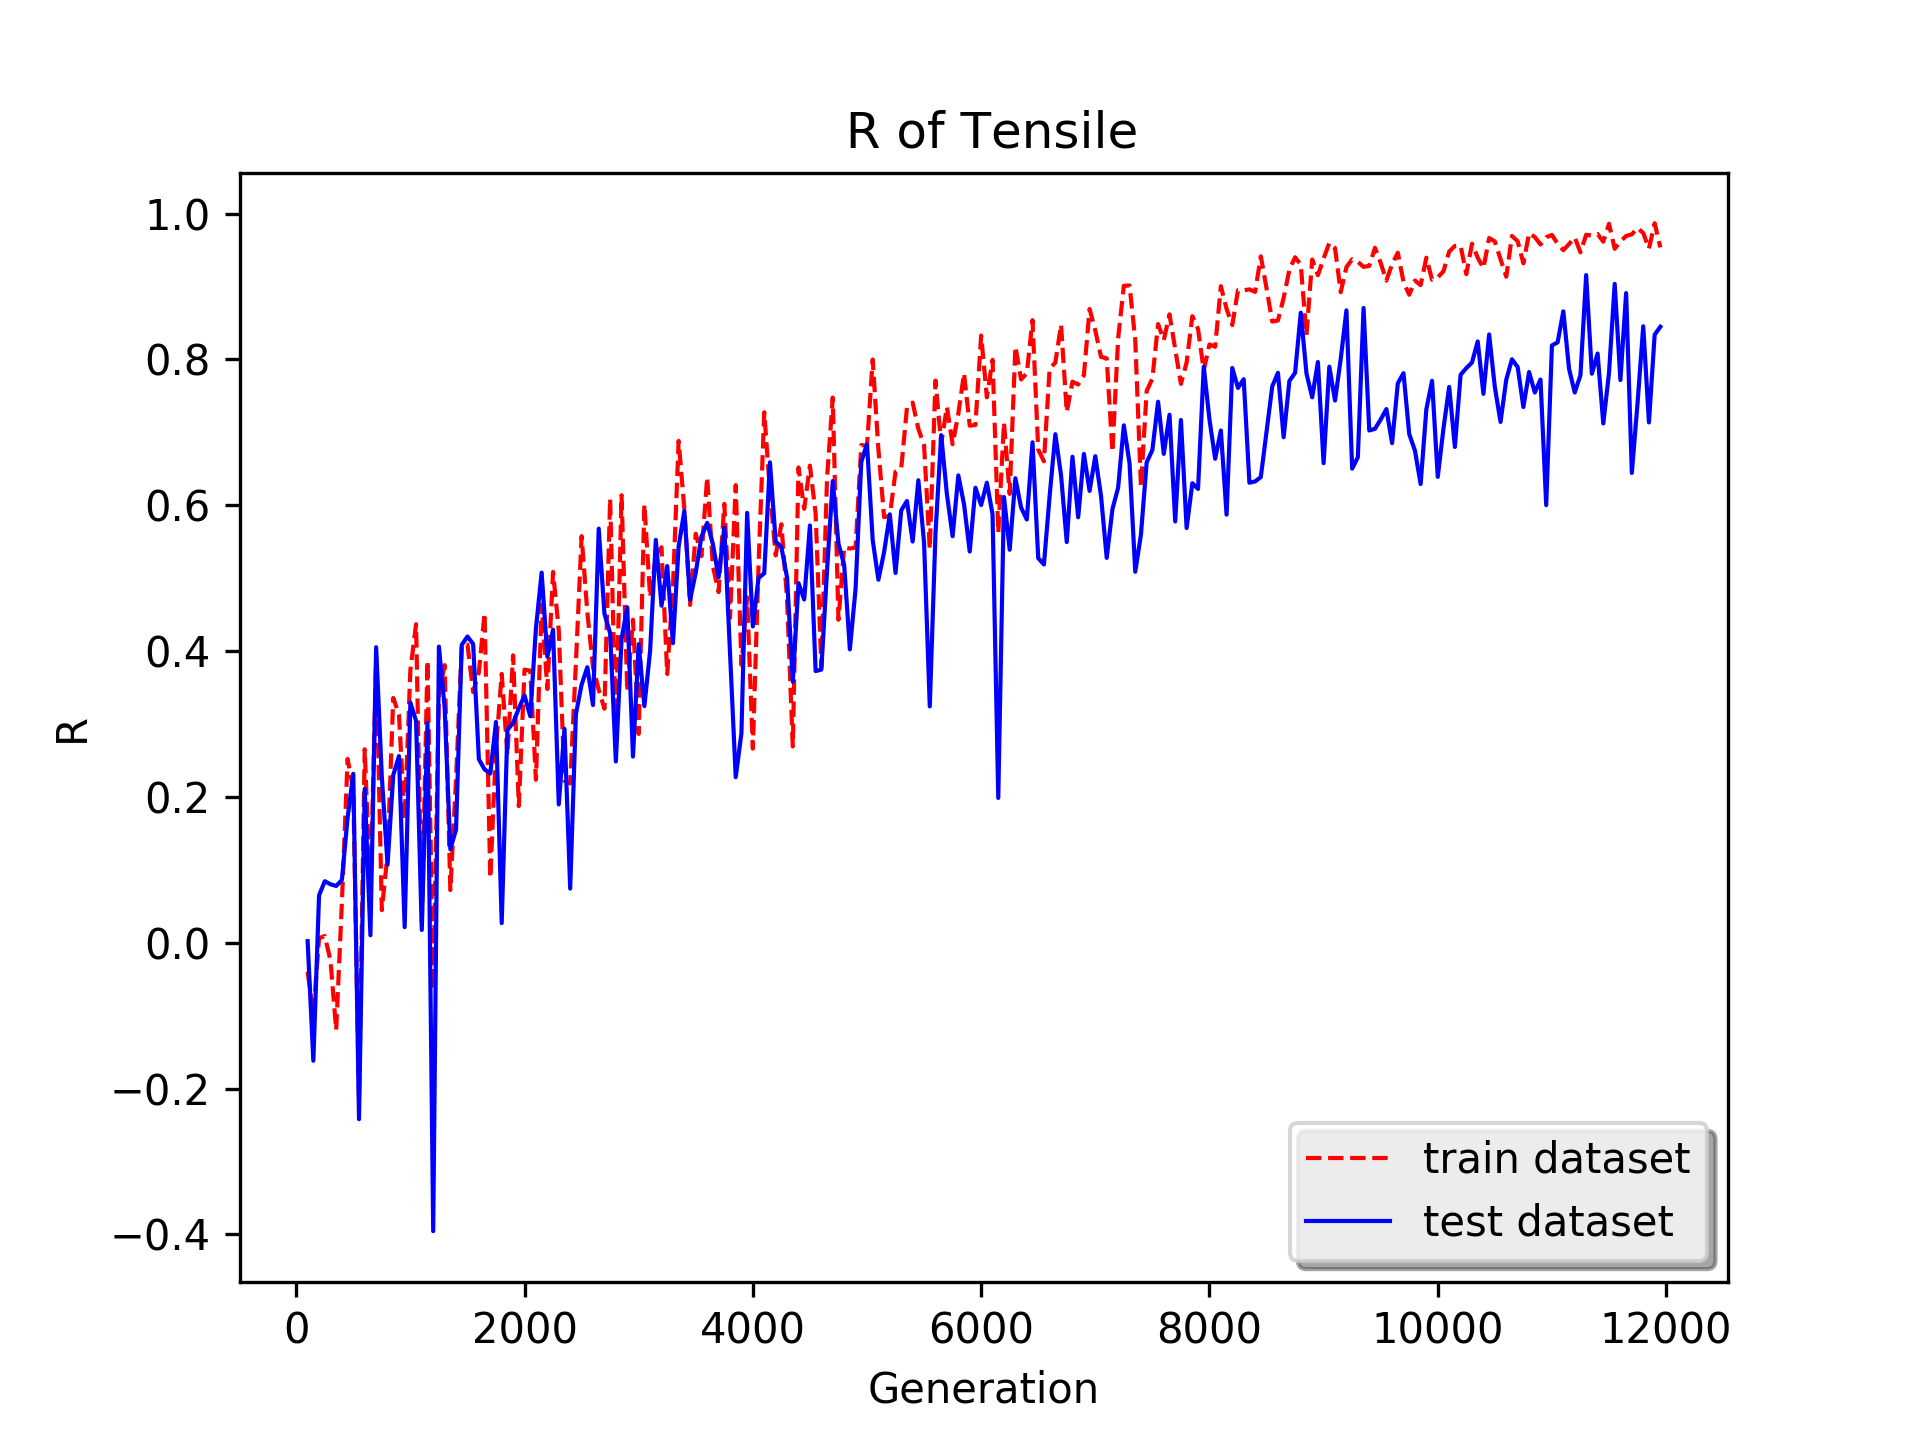 R of Tensile
1.0
0.8
0.6
0.4
0.2
0.0
−0.2
−0.4
R
0 2000 4000 6000 8000 10000 12000
Generation
train dataset
test dataset